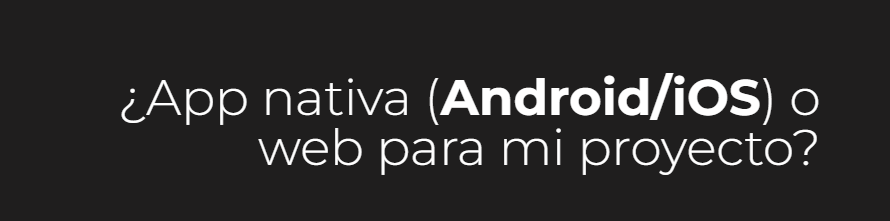 ¿App nativa (Android/iOS) o
web para mi proyecto?